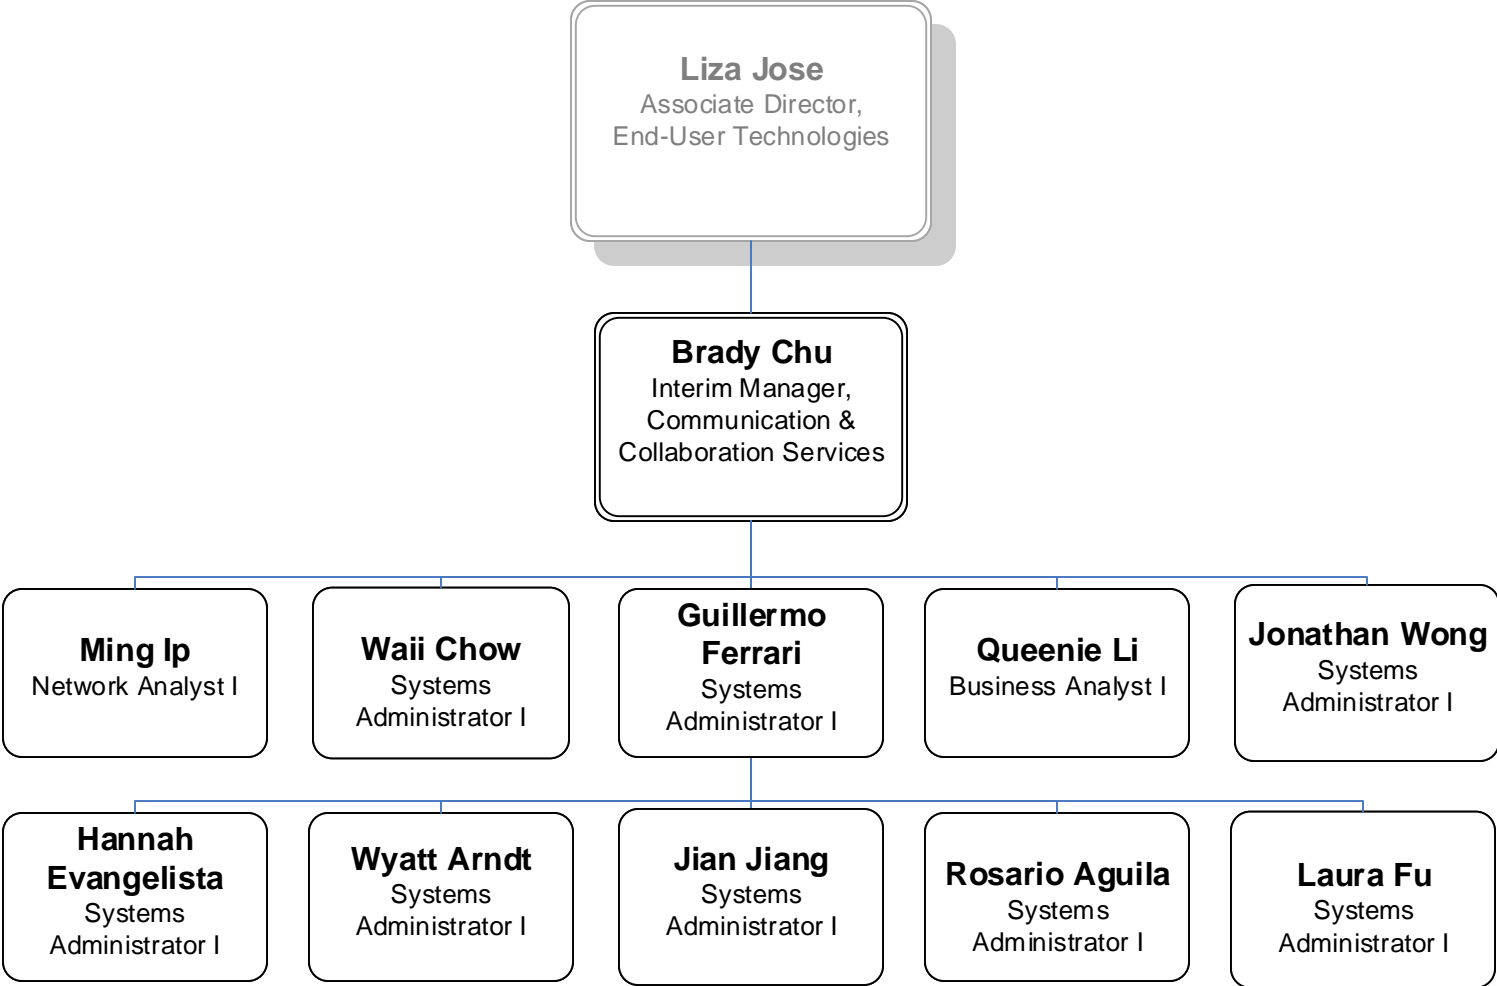 Liza Jose
Associate Director,
End-User Technologies
Brady Chu
Interim Manager,
Communication &
Collaboration Services
Ming Ip
Network Analyst I
Waii Chow
Systems
Administrator I
Guillermo
Ferrari
Systems
Administrator I
Queenie Li
Business Analyst I
Jonathan Wong
Systems
Administrator I
Hannah
Evangelista
Systems
Administrator I
Wyatt Arndt
Systems
Administrator I
Jian Jiang
Systems
Administrator I
Rosario Aguila
Systems
Administrator I
Laura Fu
Systems
Administrator I